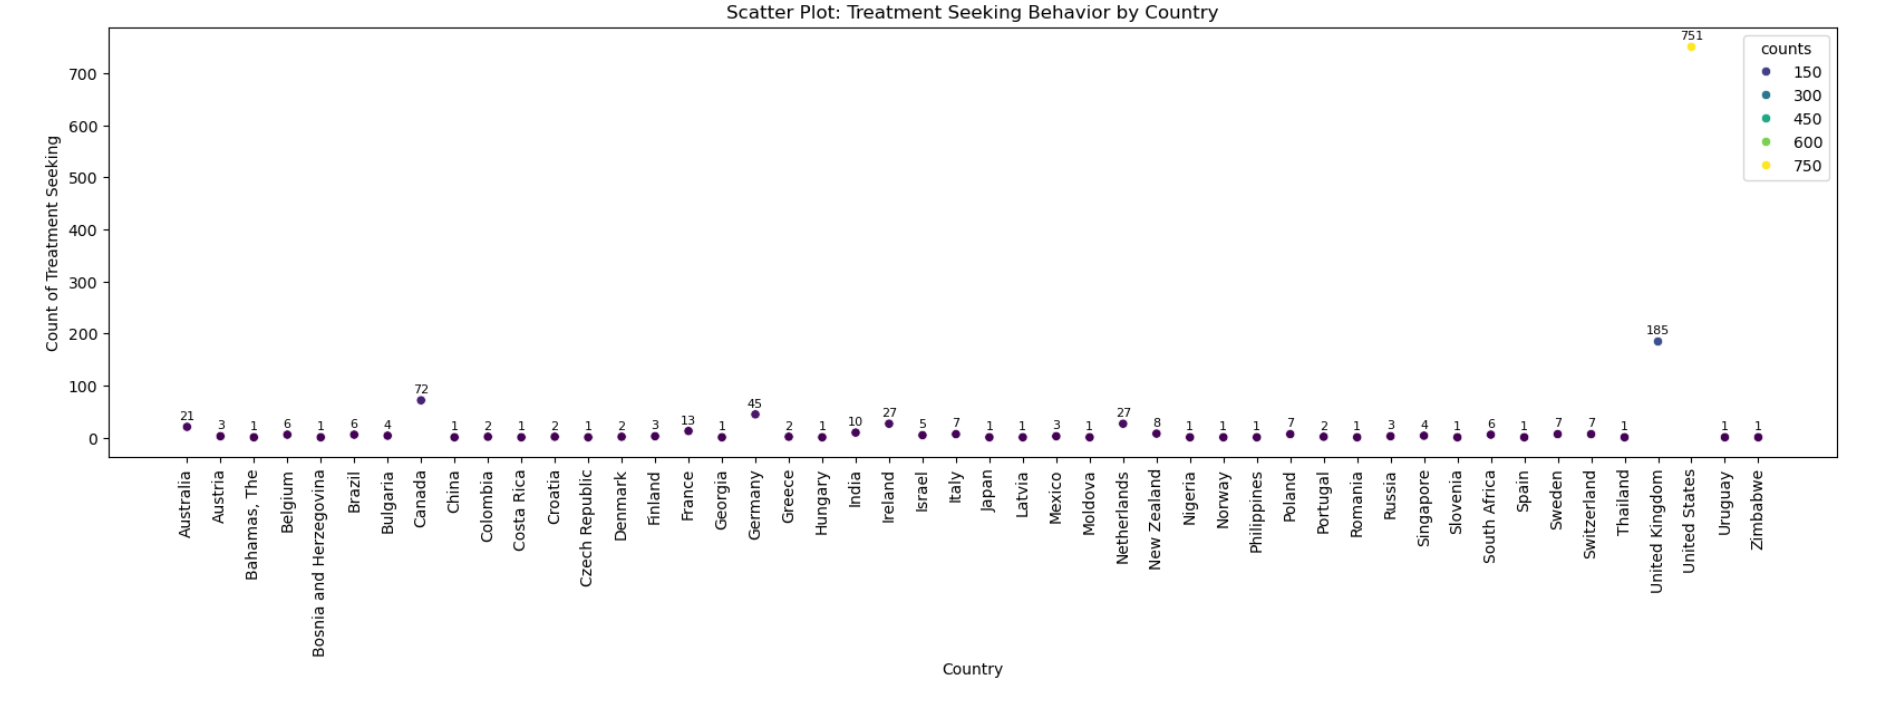 Scatter Plot: Treatment Seeking Behavior by Country
Count of Treatment Seeking
700
600
500
400
300
200
100
0
21
3
1
6
1
6
4
72
1
2
1
2
1
2
3
13
1
45
2
1
10
27
5
7
1
1
3
1
27
8
1
1
1
7
2
1
3
4
1
6
1
7
7
1
185
751
1
1
counts
150
300
450
600
750
Australia
Austria
Bahamas, The
Belgium
Bosnia and Herzegovina
Brazil
Bulgaria
Canada
China
Colombia
Costa Rica
Croatia
Czech Republic
Denmark
Finland
France
Georgia
Germany
Greece
Hungary
India
Ireland
Israel
Italy
Japan
Latvia
Mexico
Moldova
Netherlands
New Zealand
Nigeria
Norway
Philippines
Poland
Portugal
Romania
Russia
Singapore
Slovenia
South Africa
Spain
Sweden
Switzerland
Thailand
United Kingdom
United States
Uruguay
Zimbabwe
Country